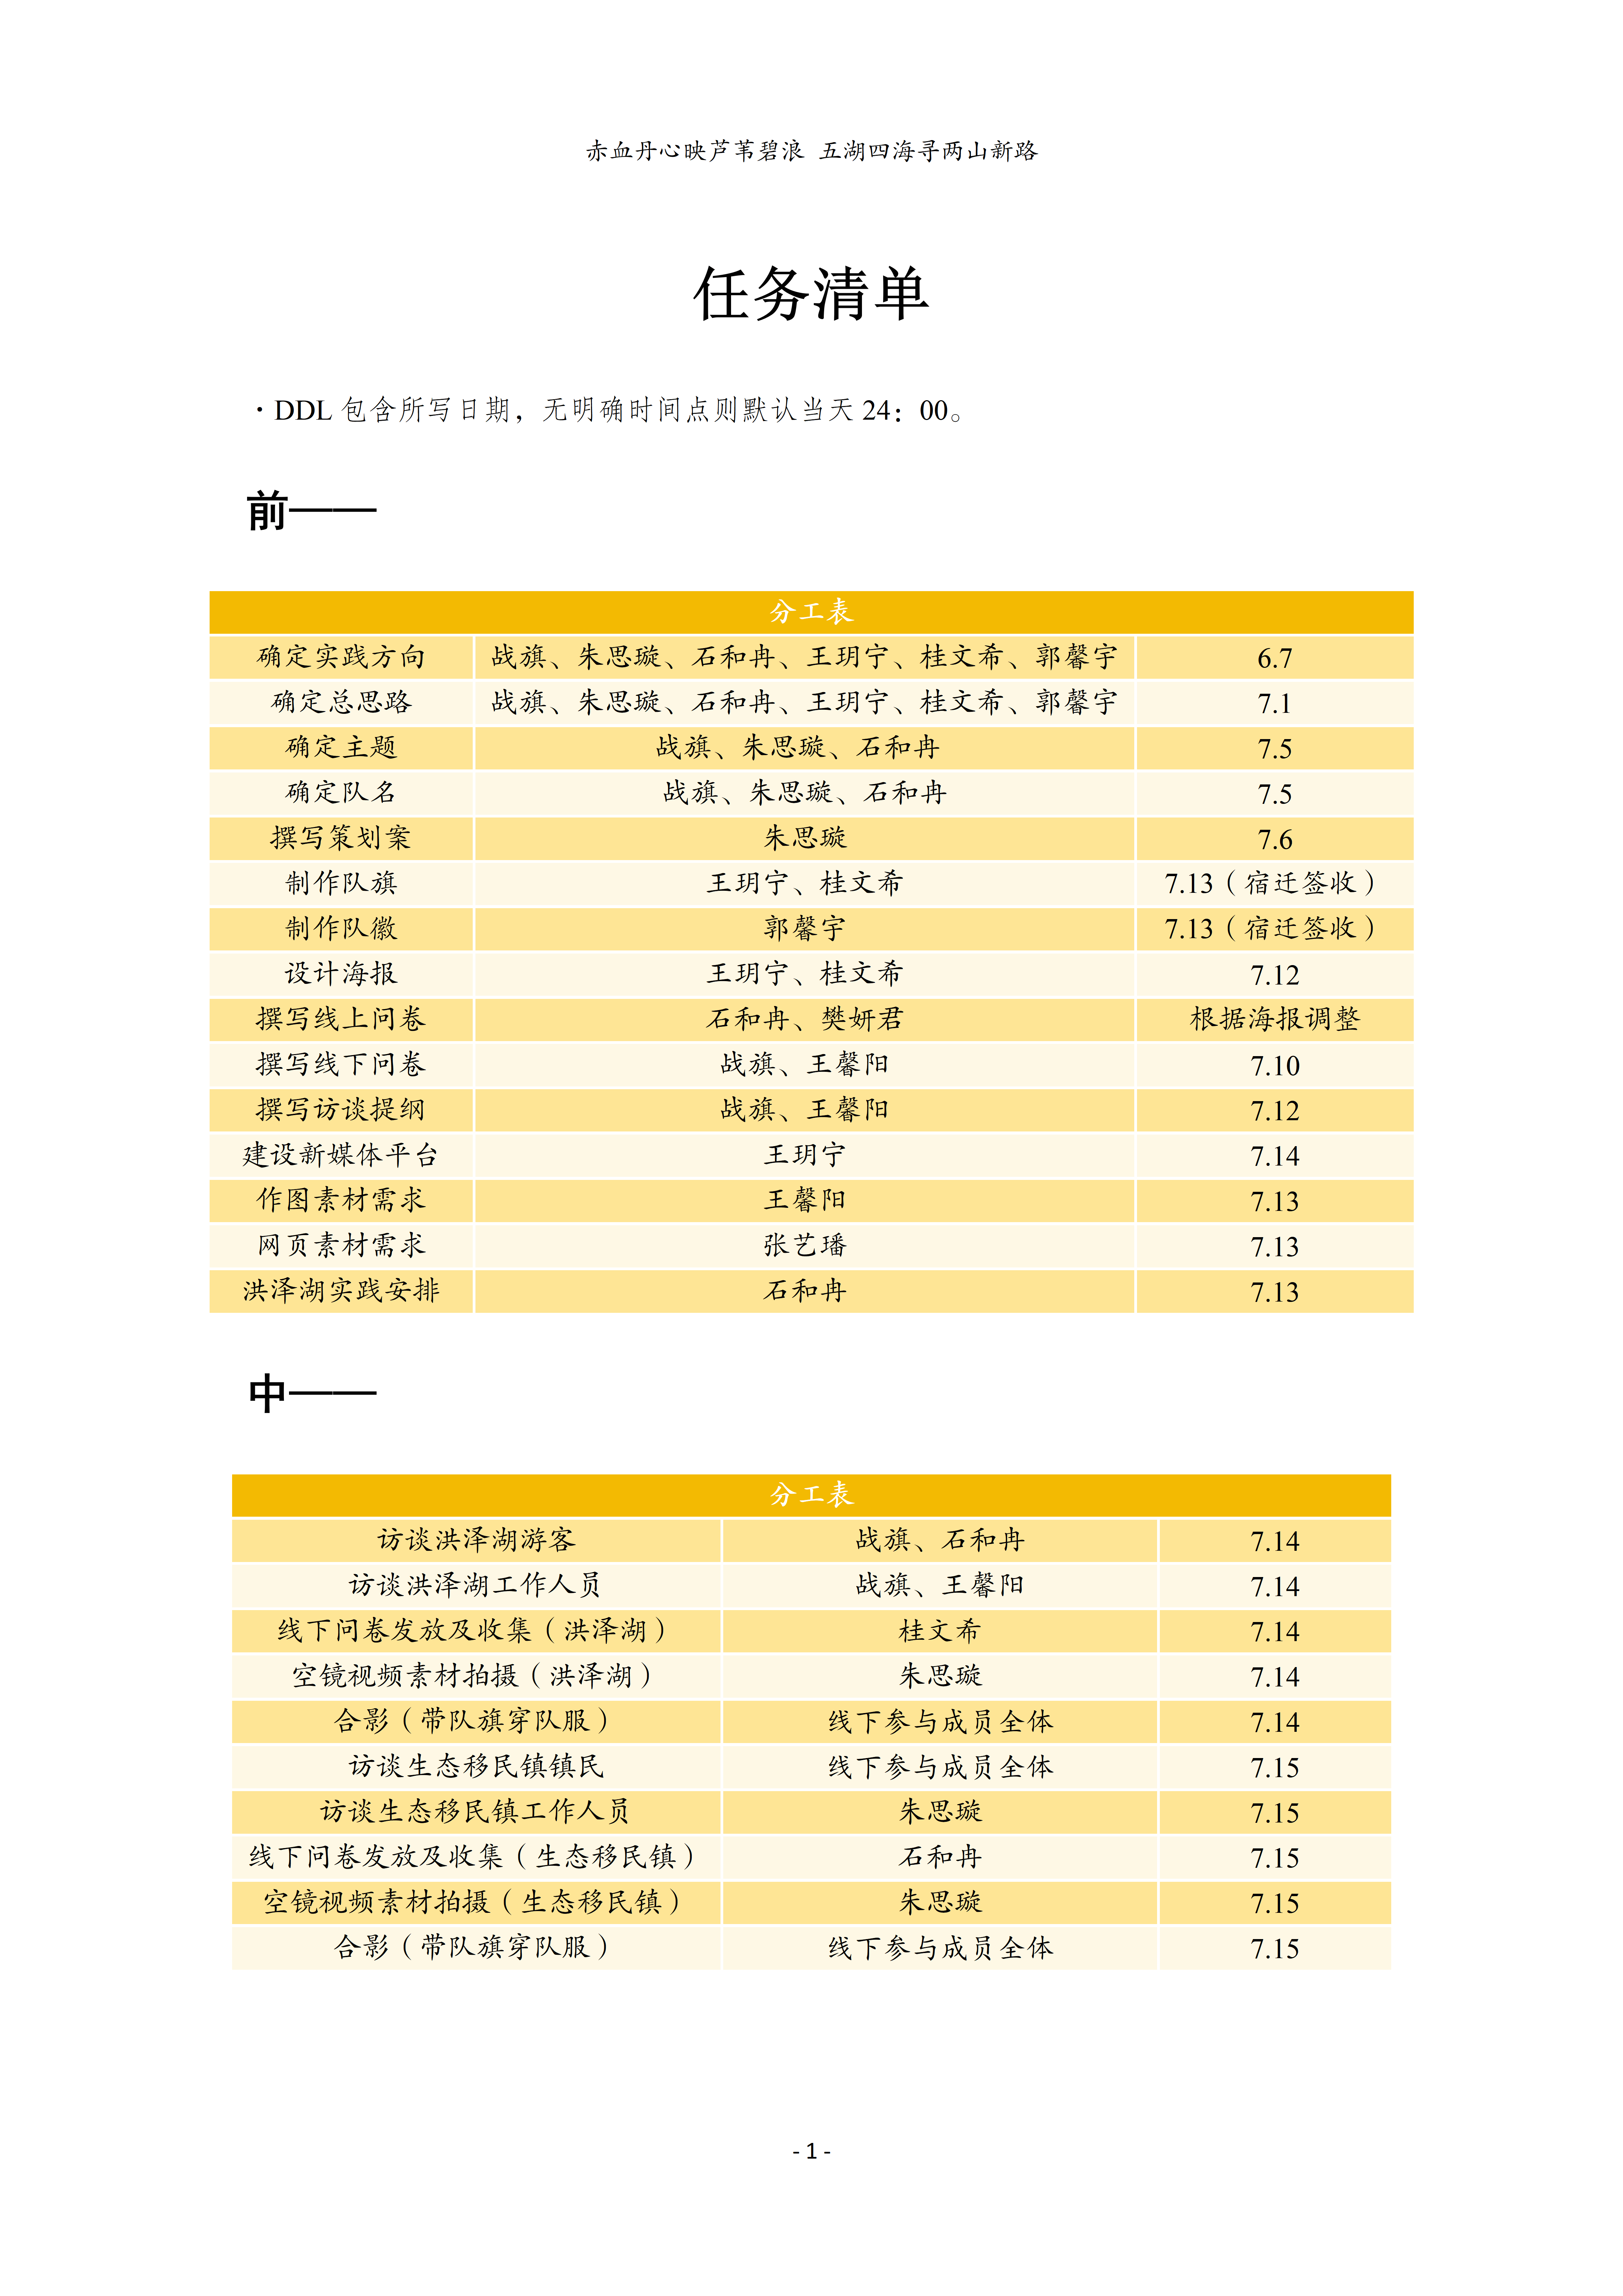 赤血丹心映芦苇碧浪 五湖四海寻两山新路
任务清单
·DDL 包含所写日期，无明确时间点则默认当天 24：00。
前——
分工表
确定实践方向 战旗、朱思璇、石和冉、王玥宁、桂文希、郭馨宇 6.7
确定总思路 战旗、朱思璇、石和冉、王玥宁、桂文希、郭馨宇 7.1
确定主题 战旗、朱思璇、石和冉 7.5
确定队名 战旗、朱思璇、石和冉 7.5
撰写策划案 朱思璇 7.6
制作队旗 王玥宁、桂文希 7.13（宿迁签收）
制作队徽 郭馨宇 7.13（宿迁签收）
设计海报 王玥宁、桂文希 7.12
撰写线上问卷 石和冉、樊妍君 根据海报调整
撰写线下问卷 战旗、王馨阳 7.10
撰写访谈提纲 战旗、王馨阳 7.12
建设新媒体平台 王玥宁 7.14
作图素材需求 王馨阳 7.13
网页素材需求 张艺璠 7.13
洪泽湖实践安排 石和冉 7.13
中——
分工表
访谈洪泽湖游客 战旗、石和冉 7.14
访谈洪泽湖工作人员 战旗、王馨阳 7.14
线下问卷发放及收集（洪泽湖） 桂文希 7.14
空镜视频素材拍摄（洪泽湖） 朱思璇 7.14
合影（带队旗穿队服） 线下参与成员全体 7.14
访谈生态移民镇镇民 线下参与成员全体 7.15
访谈生态移民镇工作人员 朱思璇 7.15
线下问卷发放及收集（生态移民镇） 石和冉 7.15
空镜视频素材拍摄（生态移民镇） 朱思璇 7.15
合影（带队旗穿队服） 线下参与成员全体 7.15
- 1 -